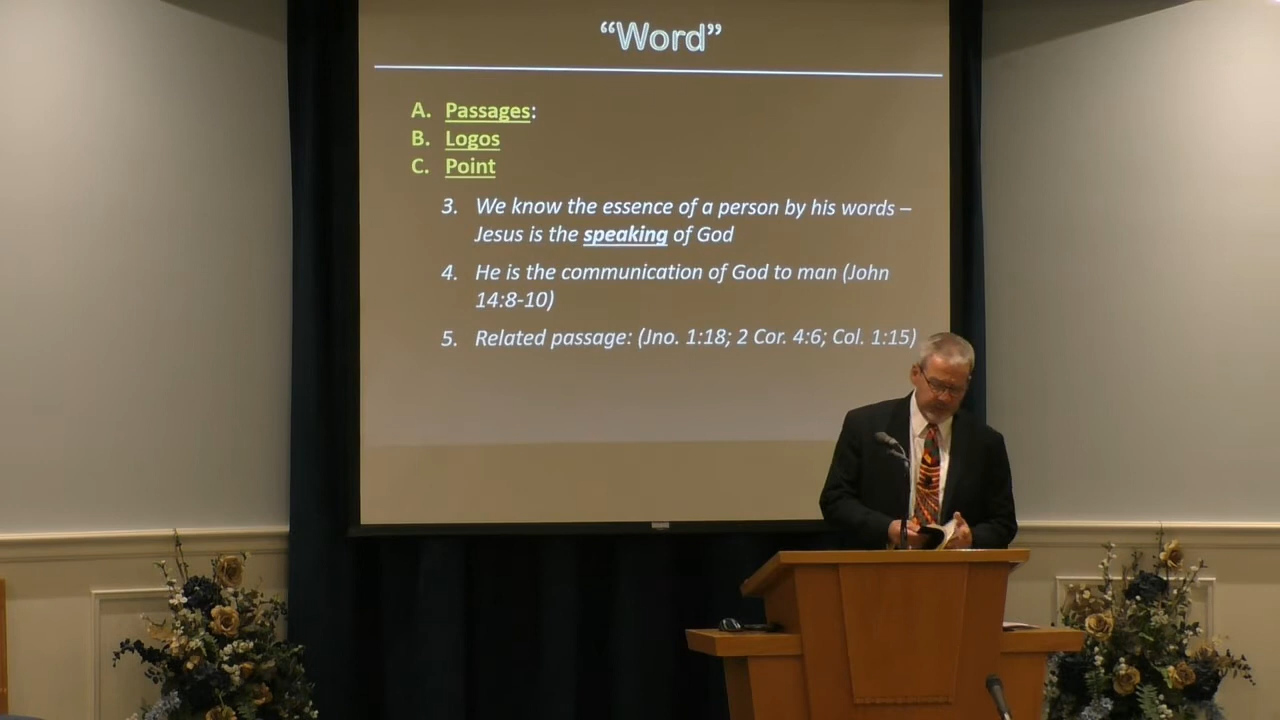 “Word”
A. Passages:
B. Logos
C. Point
3. We know the essence of a person by his words –
Jesus is the speaking of God
4. He is the communication of God to man (John
14:8-10)
5. Related passage: (Jno. 1:18; 2 Cor. 4:6; Col. 1:15)